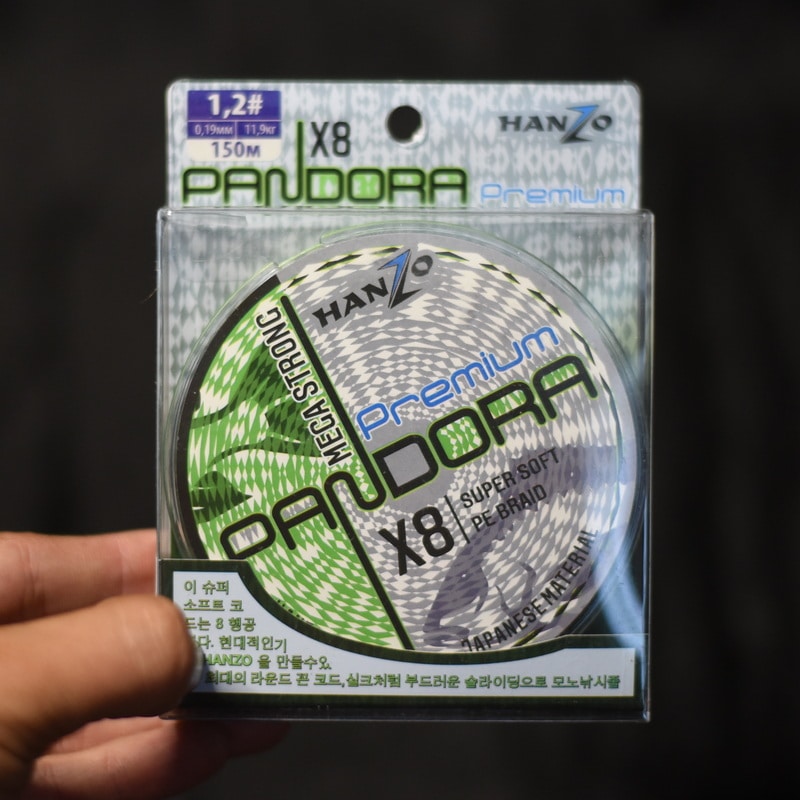 1,2#
0,19мм 11,9кг
150м
X8
HANZO
PANDORA Premium
HANZO
MEGA STRONG
Premium
PANDORA
X8
SUPER SOFT
PE BRAID
JAPANESE MATERIAL
이 슈퍼
소프트 코
드는 8 행공
다. 현대적인기
HANZO 을 만들수있
최대의 라운드 끈 코드,실크처럼 부드러운 슬라이딩으로 모노낚시줄